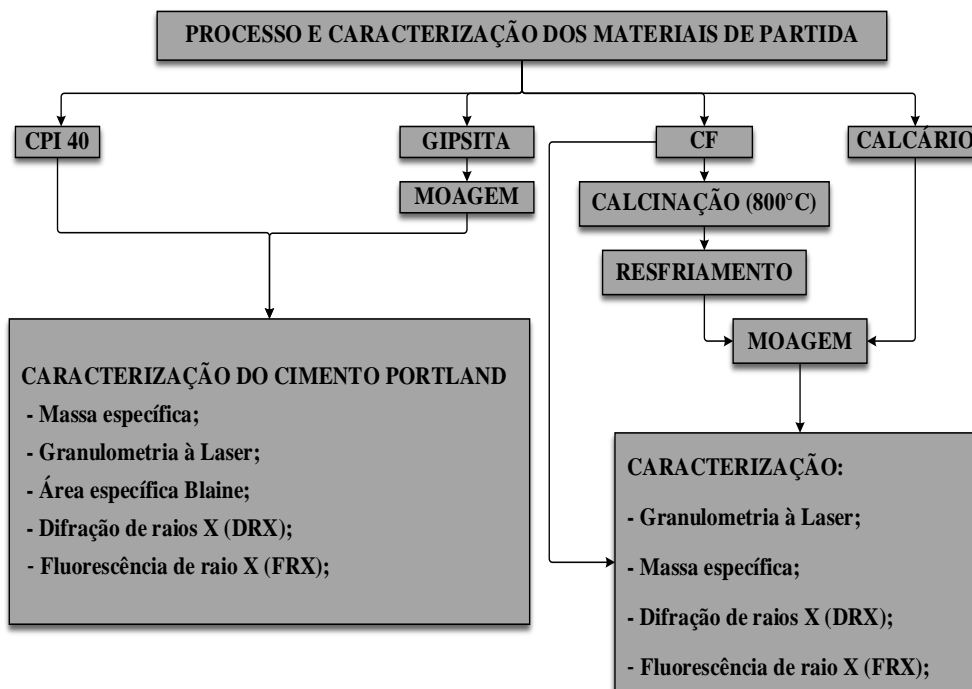 PROCESSO E CARACTERIZAÇÃO DOS MATERIAIS DE PARTIDA
CPI 40
GIPSITA
CF
CALCÁRIO
MOAGEM
CALCINAÇÃO (800°C)
RESFRIAMENTO
MOAGEM
CARACTERIZAÇÃO DO CIMENTO PORTLAND
- Massa específica;
- Granulometria à Laser;
- Área específica Blaine;
- Difração de raios X (DRX);
- Fluorescência de raio X (FRX);
CARACTERIZAÇÃO:
- Granulometria à Laser;
- Massa específica;
- Difração de raios X (DRX);
- Fluorescência de raio X (FRX);